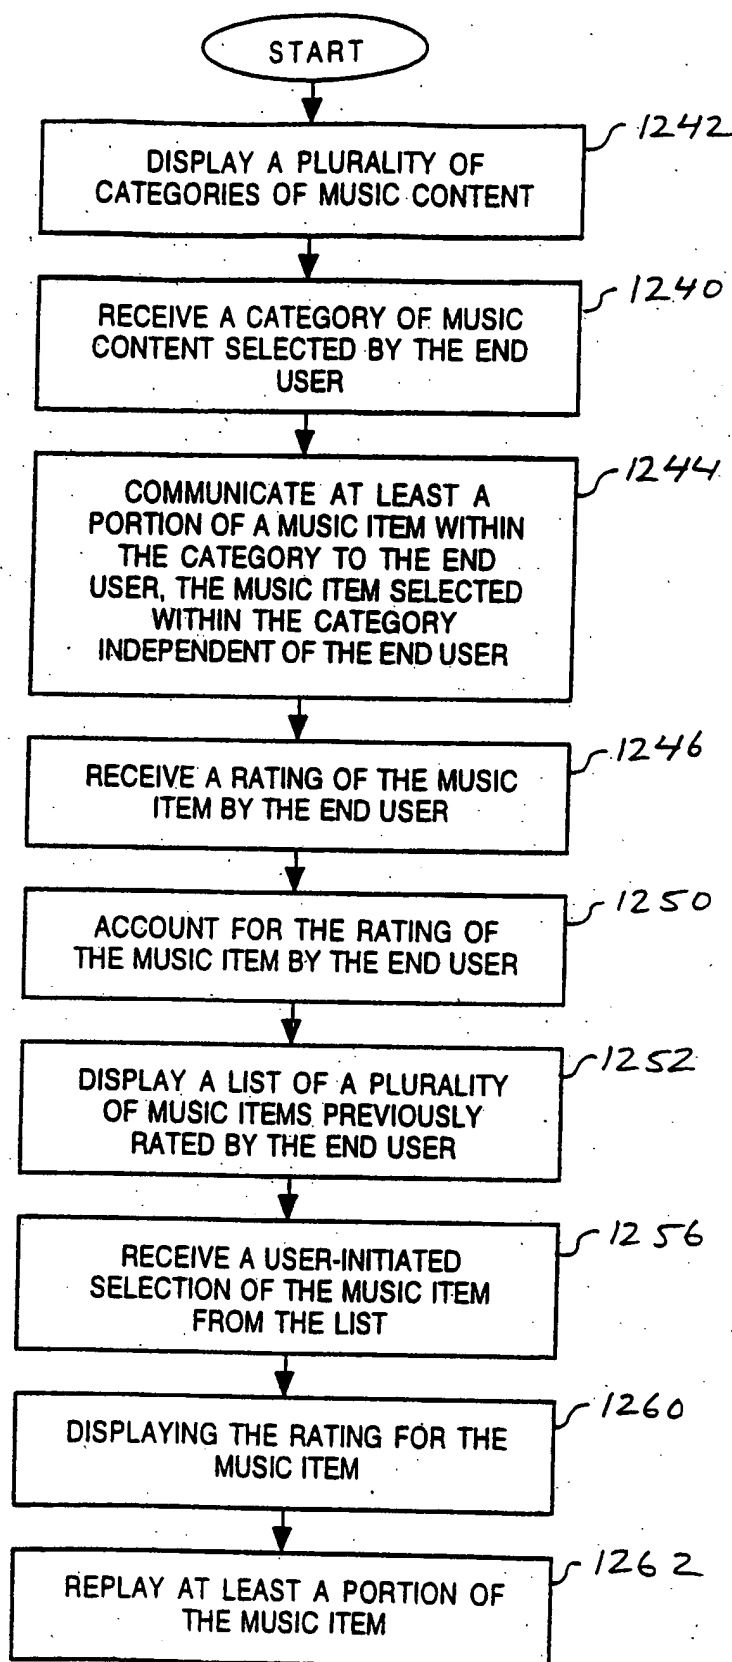 START
1242
DISPLAY A PLURALITY OF
CATEGORIES OF MUSIC CONTENT
1240
RECEIVE A CATEGORY OF MUSIC
CONTENT SELECTED BY THE END
USER
1244
COMMUNICATE AT LEAST A
PORTION OF A MUSIC ITEM WITHIN
THE CATEGORY TO THE END
USER, THE MUSIC ITEM SELECTED
WITHIN THE CATEGORY
INDEPENDENT OF THE END USER
1246
RECEIVE A RATING OF THE MUSIC
ITEM BY THE END USER
1250
ACCOUNT FOR THE RATING OF
THE MUSIC ITEM BY THE END USER
1252
DISPLAY A LIST OF A PLURALITY
OF MUSIC ITEMS PREVIOUSLY
RATED BY THE END USER
1256
RECEIVE A USER-INITIATED
SELECTION OF THE MUSIC ITEM
FROM THE LIST
1260
DISPLAYING THE RATING FOR THE
MUSIC ITEM
1262
REPLAY AT LEAST A PORTION OF
THE MUSIC ITEM